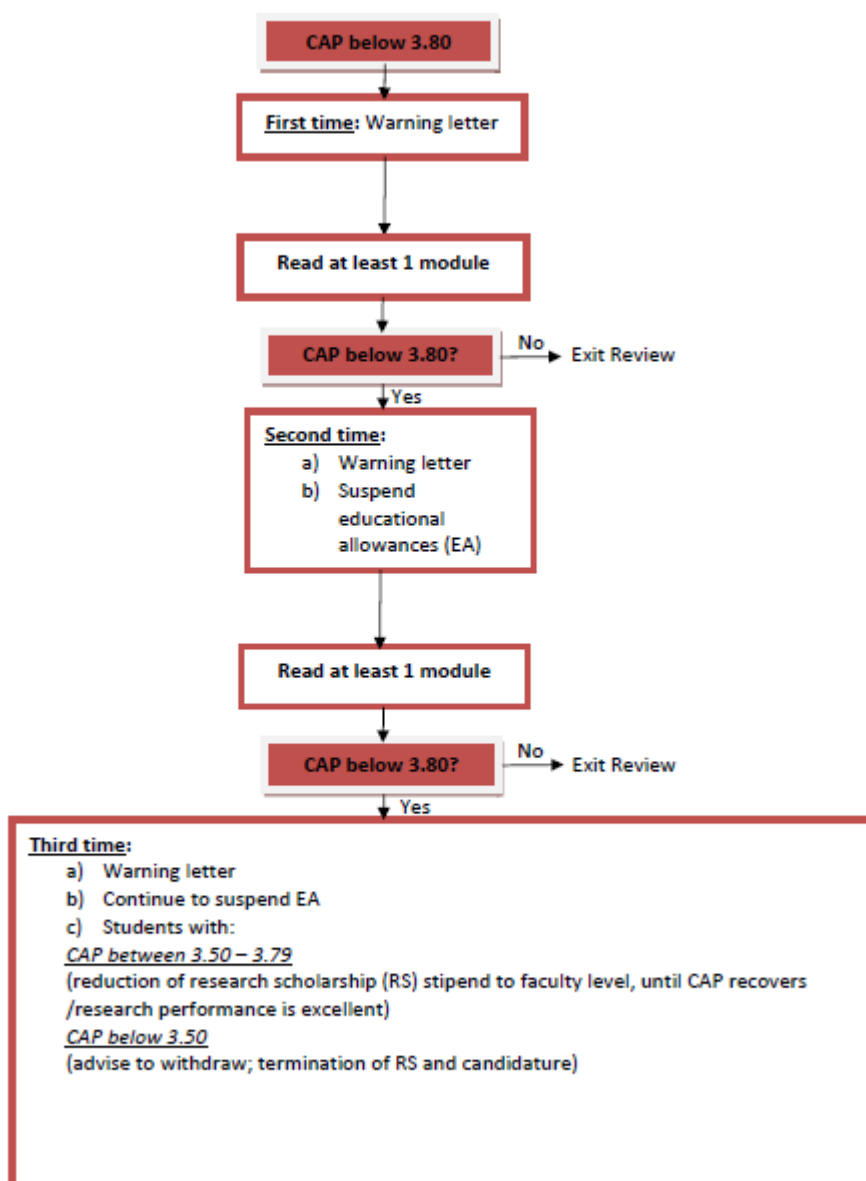 CAP below 3.80
First time: Warning letter
Read at least 1 module
CAP below 3.80?
No
Exit Review
Yes
Second time:
a) Warning letter
b) Suspend
educational
allowances (EA)
Read at least 1 module
CAP below 3.80?
No
Exit Review
Yes
Third time:
a) Warning letter
b) Continue to suspend EA
c) Students with:
CAP between 3.50 – 3.79
(reduction of research scholarship (RS) stipend to faculty level, until CAP recovers
/research performance is excellent)
CAP below 3.50
(advise to withdraw; termination of RS and candidature)